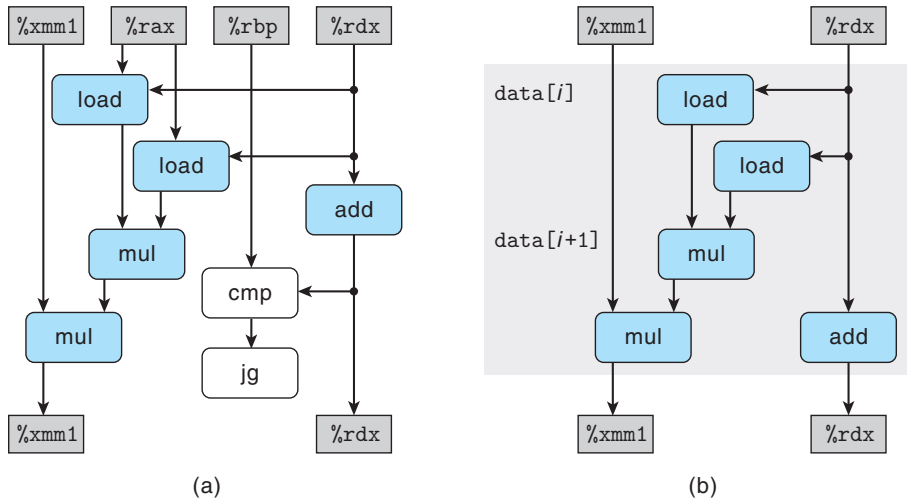 %xmm1 %rax %rbp %rdx
load
load
add
mul
cmp
mul
jg
%xmm1 %rdx
(a)
%xmm1 %rdx
data[i]
load
load
data[i+1]
mul
mul
add
%xmm1 %rdx
(b)